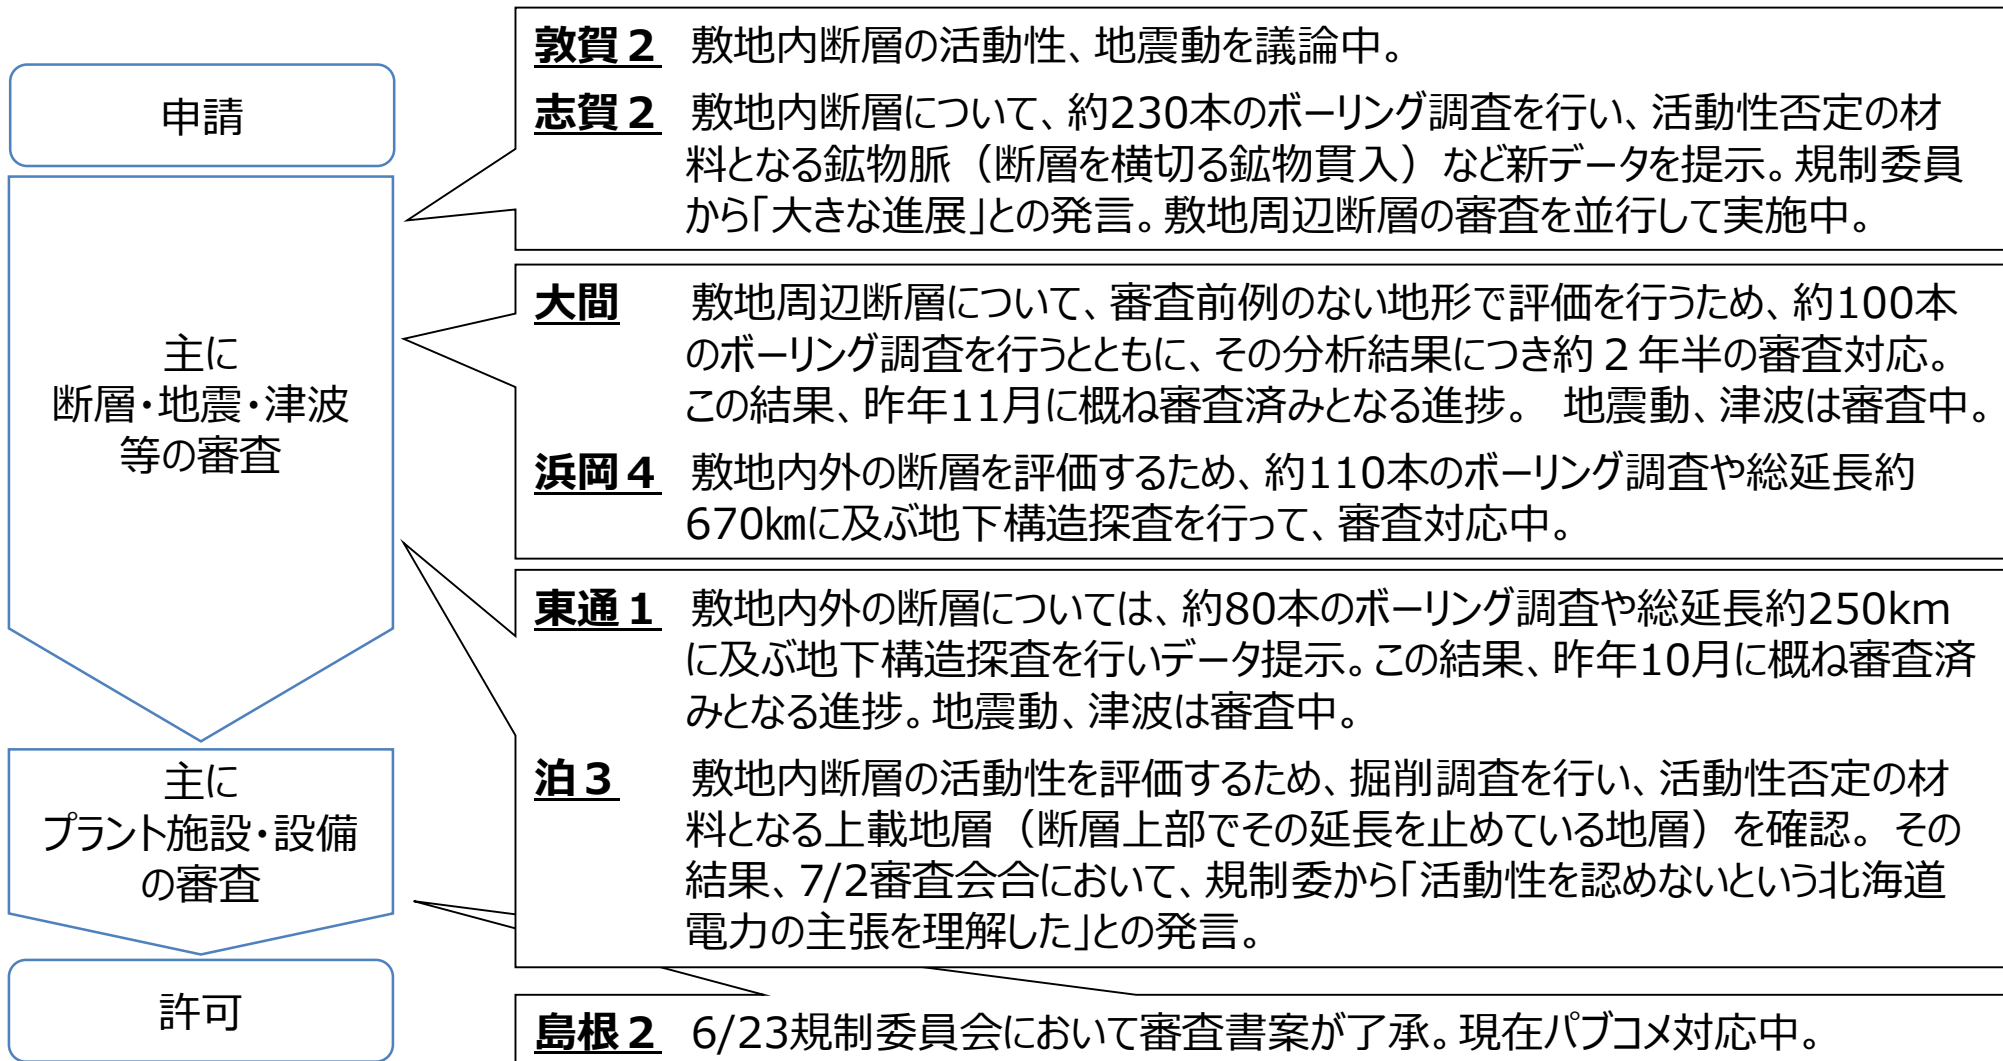 申請
主に
断層・地震・津波
等の審査
主に
プラント施設・設備
の審査
許可
敦賀２ 敷地内断層の活動性、地震動を議論中。
志賀２ 敷地内断層について、約230本のボーリング調査を行い、活動性否定の材
料となる鉱物脈（断層を横切る鉱物貫入）など新データを提示。規制委員
から「大きな進展」との発言。敷地周辺断層の審査を並行して実施中。
大間 敷地周辺断層について、審査前例のない地形で評価を行うため、約100本
のボーリング調査を行うとともに、その分析結果につき約２年半の審査対応。
この結果、昨年11月に概ね審査済みとなる進捗。 地震動、津波は審査中。
浜岡４ 敷地内外の断層を評価するため、約110本のボーリング調査や総延長約
670㎞に及ぶ地下構造探査を行って、審査対応中。
東通１ 敷地内外の断層については、約80本のボーリング調査や総延長約250km
に及ぶ地下構造探査を行いデータ提示。この結果、昨年10月に概ね審査済
みとなる進捗。地震動、津波は審査中。
泊３ 敷地内断層の活動性を評価するため、掘削調査を行い、活動性否定の材
料となる上載地層（断層上部でその延長を止めている地層）を確認。その
結果、7/2審査会合において、規制委から「活動性を認めないという北海道
電力の主張を理解した」との発言。
島根２ 6/23規制委員会において審査書案が了承。現在パブコメ対応中。